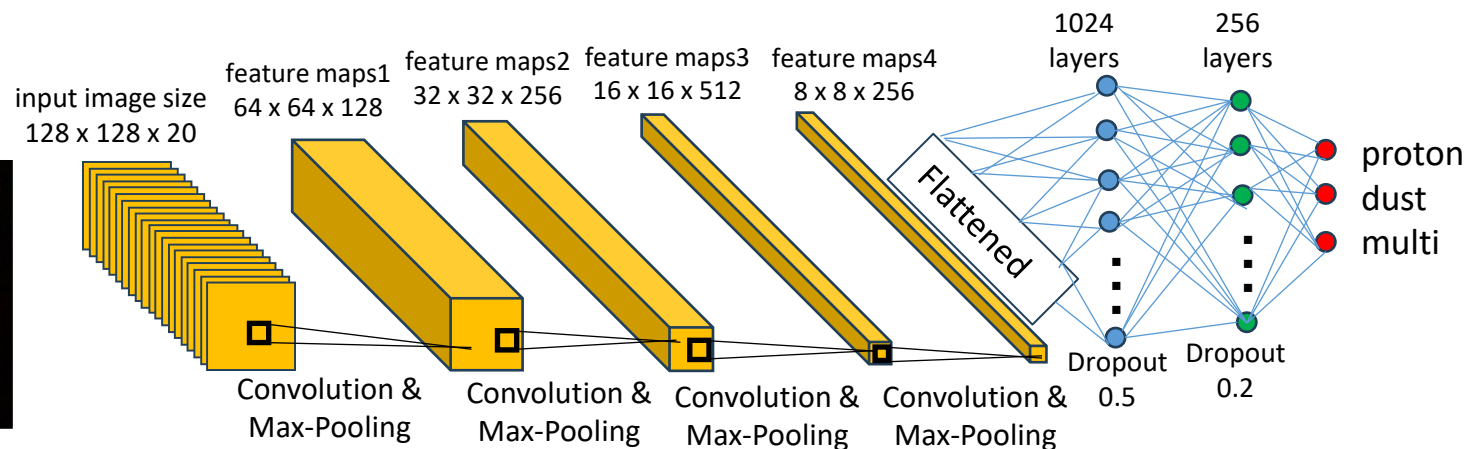 input image size
128 x 128 x 20
feature maps1
64 x 64 x 128
feature maps2
32 x 32 x 256
feature maps3
16 x 16 x 512
feature maps4
8 x 8 x 256
1024
layers
256
layers
Flattened
proton
dust
multi
Convolution &
Max-Pooling
Convolution &
Max-Pooling
Convolution &
Max-Pooling
Convolution &
Max-Pooling
Dropout
0.5
Dropout
0.2